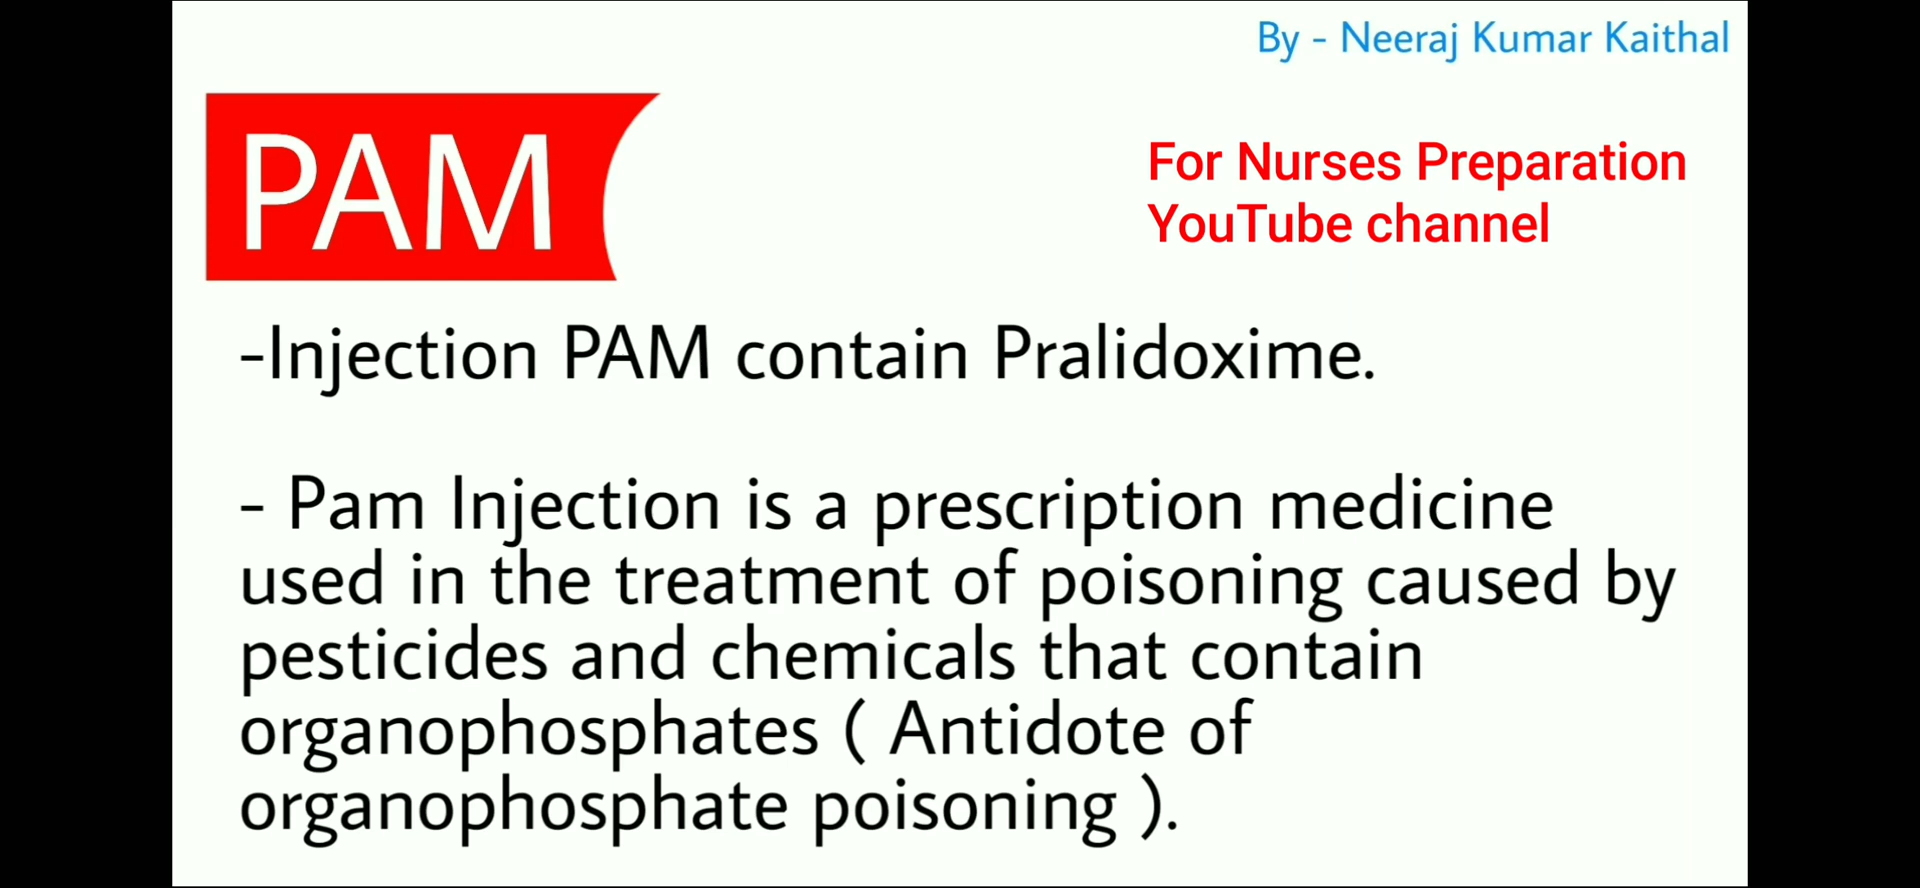 By - Neeraj Kumar Kaithal
PAM
For Nurses Preparation
YouTube channel
-Injection PAM contain Pralidoxime.
- Pam Injection is a prescription medicine
used in the treatment of poisoning caused by
pesticides and chemicals that contain
organophosphates ( Antidote of
organophosphate poisoning ).